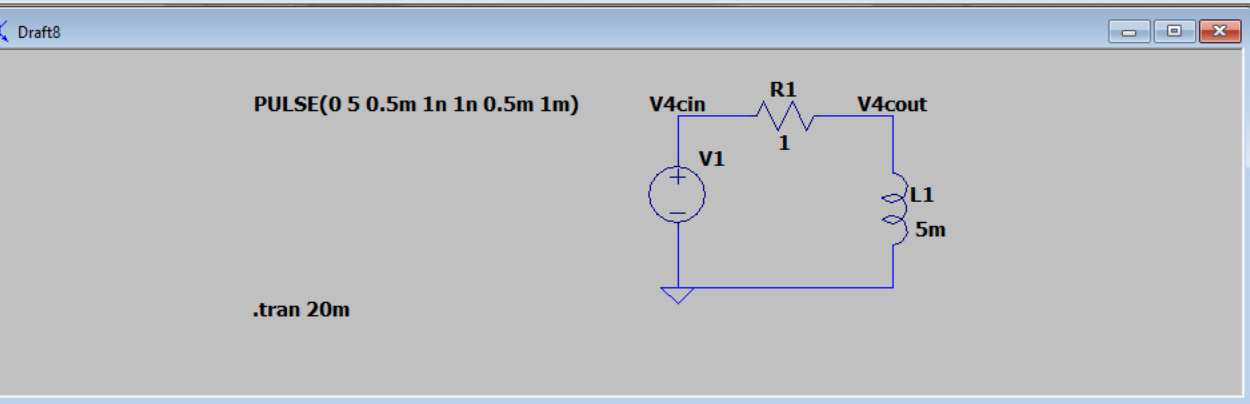 Draft8
PULSE(0 5 0.5m 1n 1n 0.5m 1m)
V4cin
R1
V4cout
1
V1
L1
5m
.tran 20m